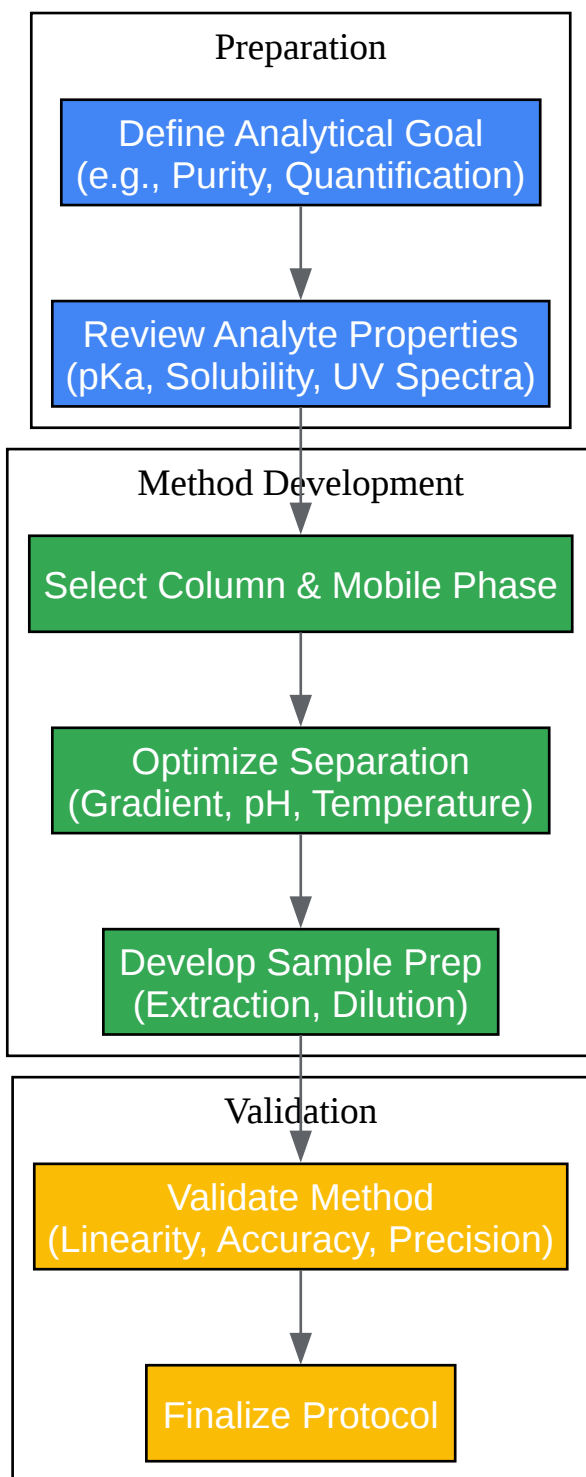 Preparation
Define Analytical Goal
(e.g., Purity, Quantification)
Review Analyte Properties
(pKa, Solubility, UV Spectra)
Method Development
Select Column & Mobile Phase
Optimize Separation
(Gradient, pH, Temperature)
Develop Sample Prep
(Extraction, Dilution)
Validation
Validate Method
(Linearity, Accuracy, Precision)
Finalize Protocol